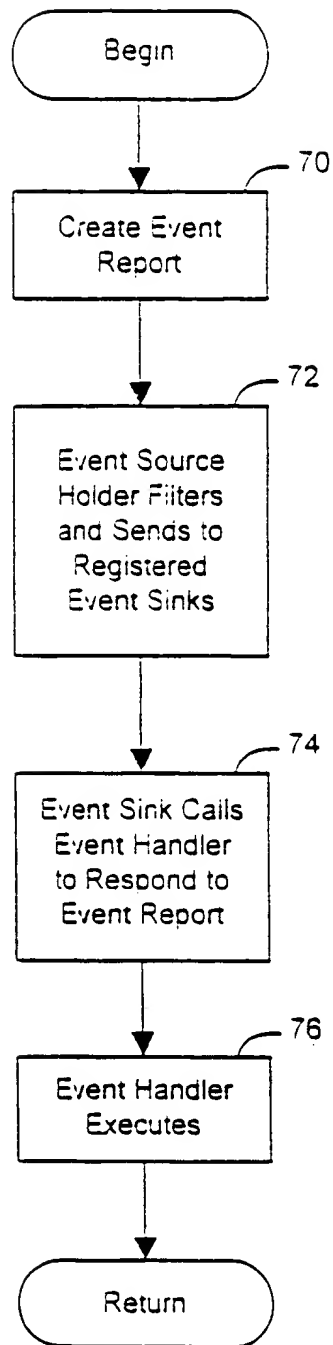 Begin
70
Create Event
Report
72
Event Source
Holder Filters
and Sends to
Registered
Event Sinks
74
Event Sink Calls
Event Handler
to Respond to
Event Report
76
Event Handler
Executes
Return